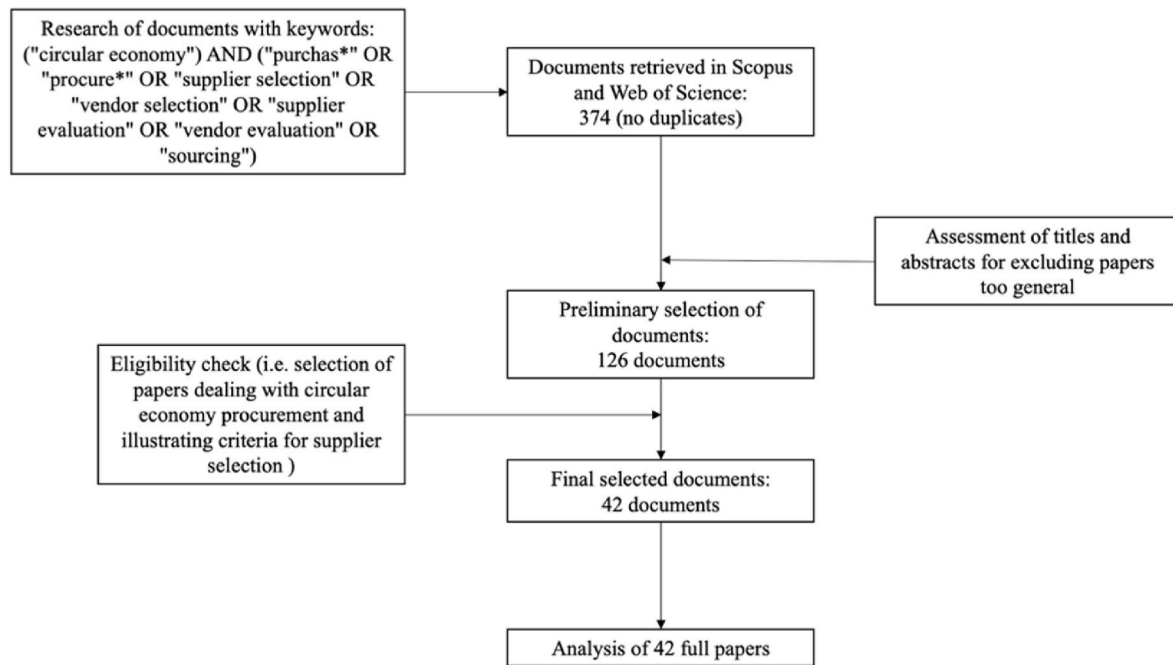 Research of documents with keywords:
("circular economy") AND ("purchas*" OR
"procure*" OR "supplier selection" OR
"vendor selection" OR "supplier
evaluation" OR "vendor evaluation" OR
"sourcing")
Documents retrieved in Scopus
and Web of Science:
374 (no duplicates)
Assessment of titles and
abstracts for excluding papers
too general
Preliminary selection of
documents:
126 documents
Eligibility check (i.e. selection of
papers dealing with circular
economy procurement and
illustrating criteria for supplier
selection )
Final selected documents:
42 documents
Analysis of 42 full papers